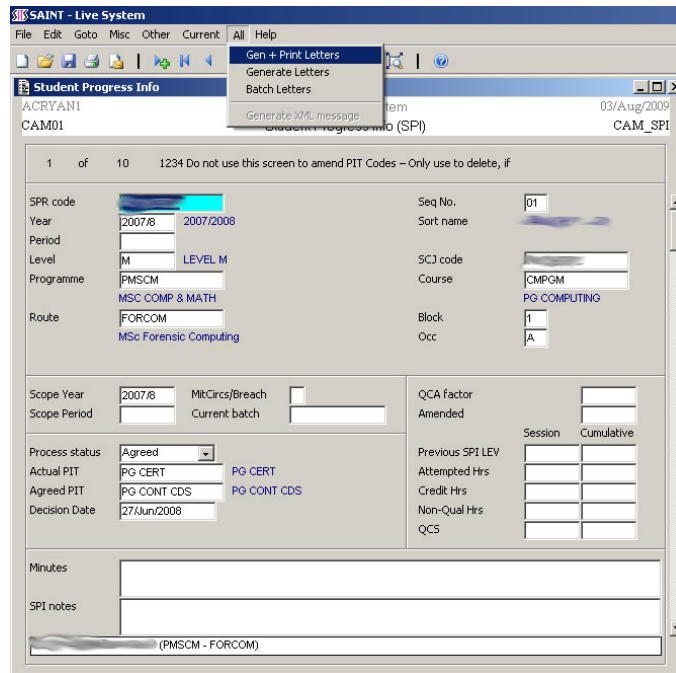 SAINT - Live System
File Edit Goto Misc Other Current All Help
Gen + Print Letters
Generate Letters
Batch Letters
Generate XML message
Student Progress Info
ACRYAN1 03/Aug/2009
CAM01 (SPI) CAM_SPI
1 of 10 1234 Do not use this screen to amend PIT Codes – Only use to delete, if
SPR code Seq No. 01
Year 2007/8 2007/2008 Sort name
Period
Level M LEVEL M SCJ code
Programme PMSCM Course CMPGM
MSC COMP & MATH PG COMPUTING
Route FORCOM Block 1
MSc Forensic Computing Occ A
Scope Year 2007/8 MitCircs/Breach QCA factor
Scope Period Current batch Amended
Session Cumulative
Process status Agreed Previous SPI LEV
Actual PIT PG CERT PG CERT Attempted Hrs
Agreed PIT PG CONT CDS PG CONT CDS Credit Hrs
Decision Date 27/Jun/2008 Non-Qual Hrs
QCS
Minutes
SPI notes
(PMSCM - FORCOM)